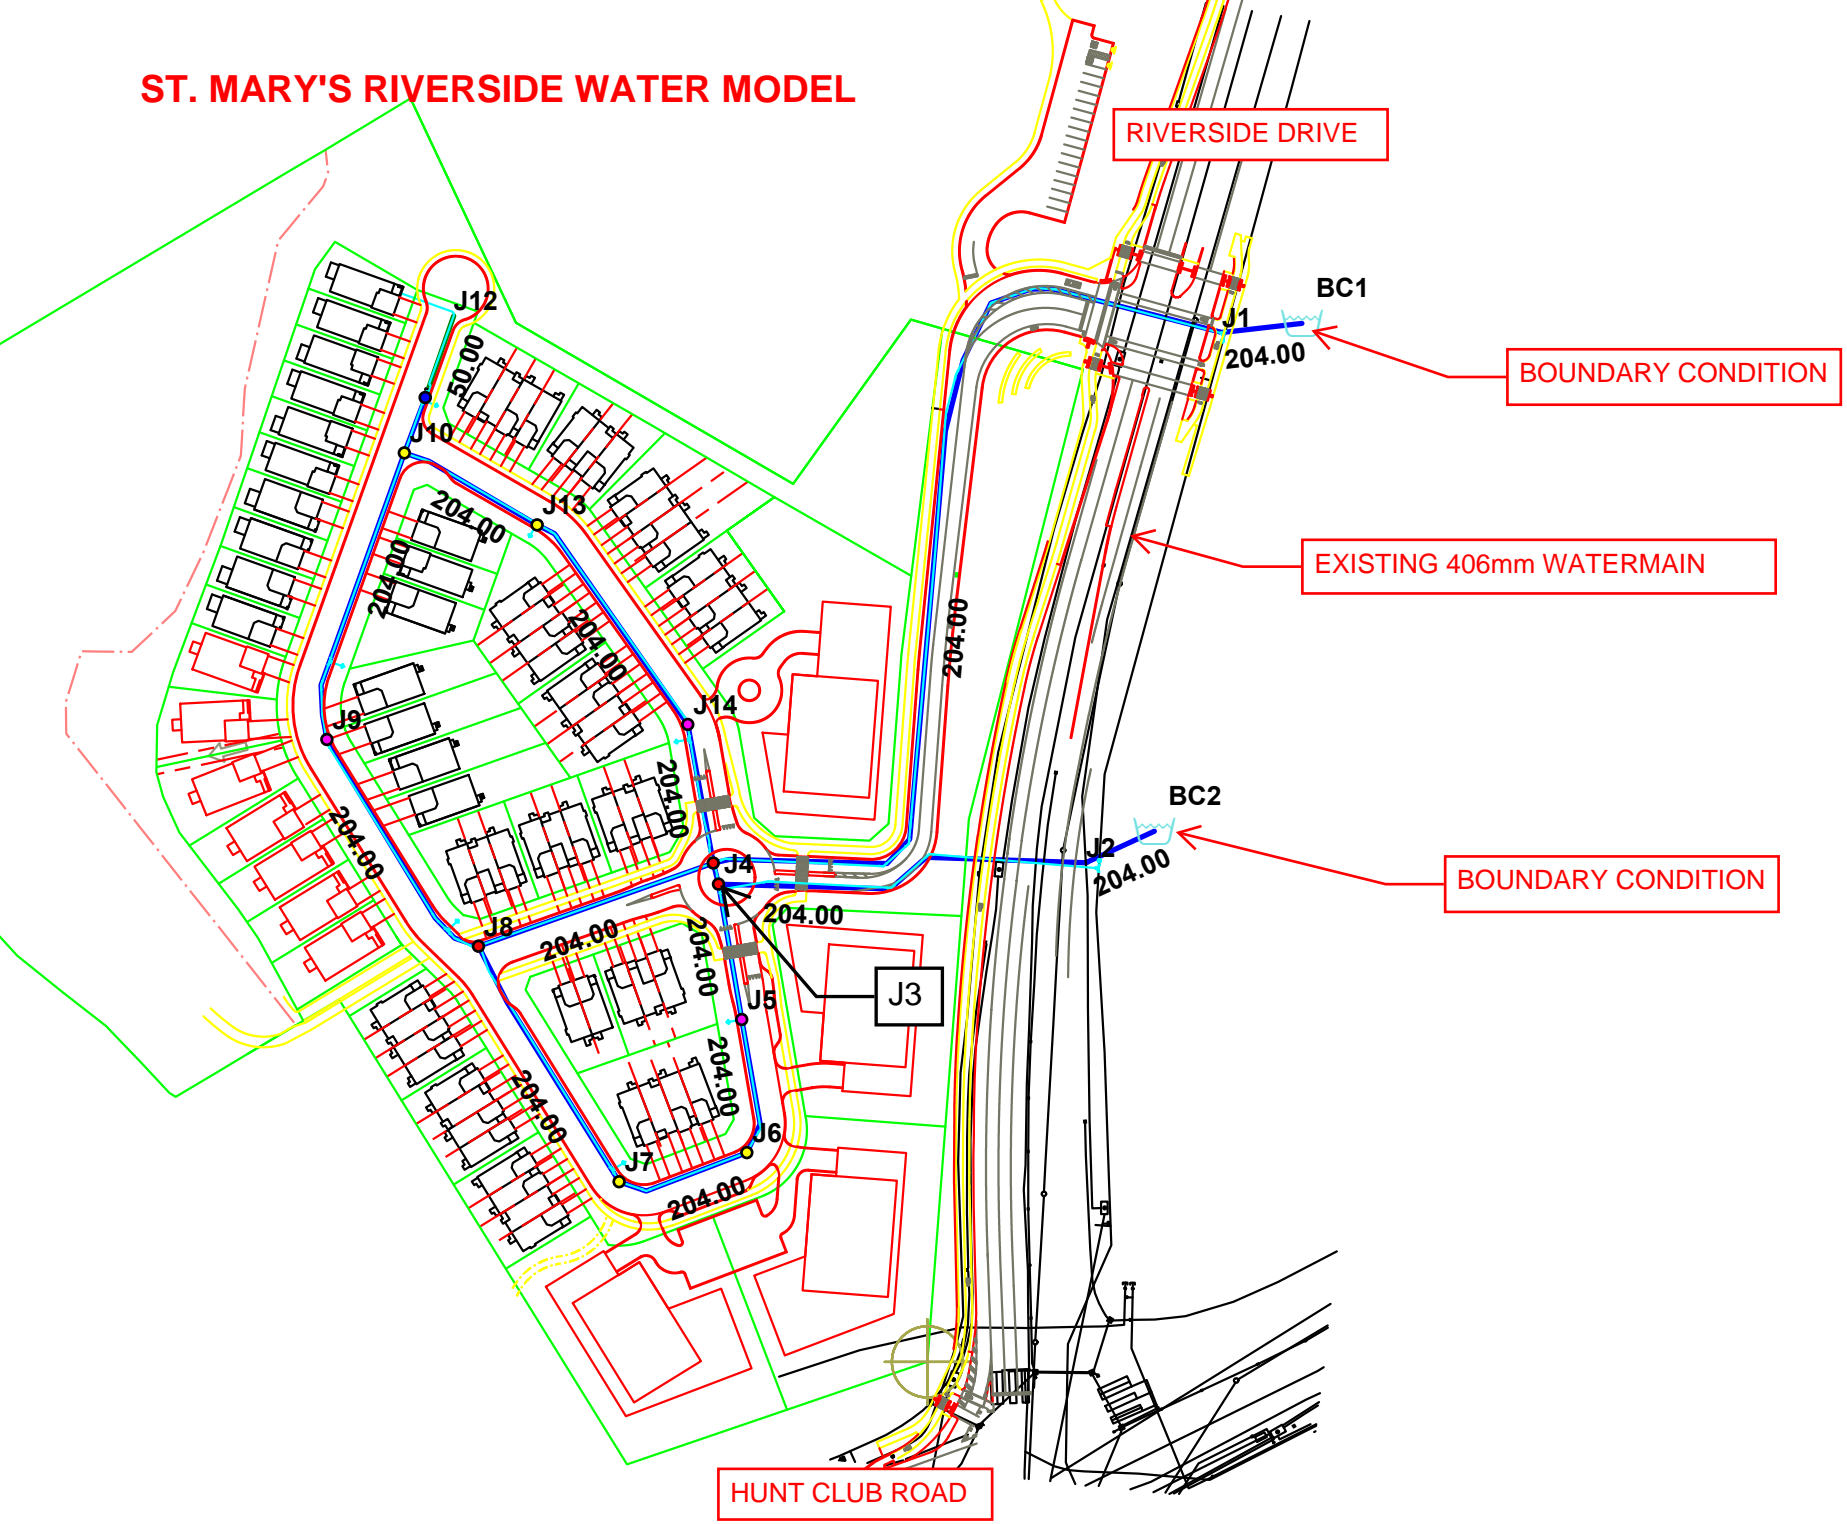 ST. MARY'S RIVERSIDE WATER MODEL
RIVERSIDE DRIVE
BC1
J12
J1
204.00
50.00
BOUNDARY CONDITION
J10
J13
204.00
204.00
EXISTING 406mm WATERMAIN
204.00
204.00
J14
J9
204.00
BC2
204.00
J2
J4
204.00
BOUNDARY CONDITION
204.00
J8
204.00
204.00
J3
J5
204.00
204.00
J6
J7
204.00
HUNT CLUB ROAD